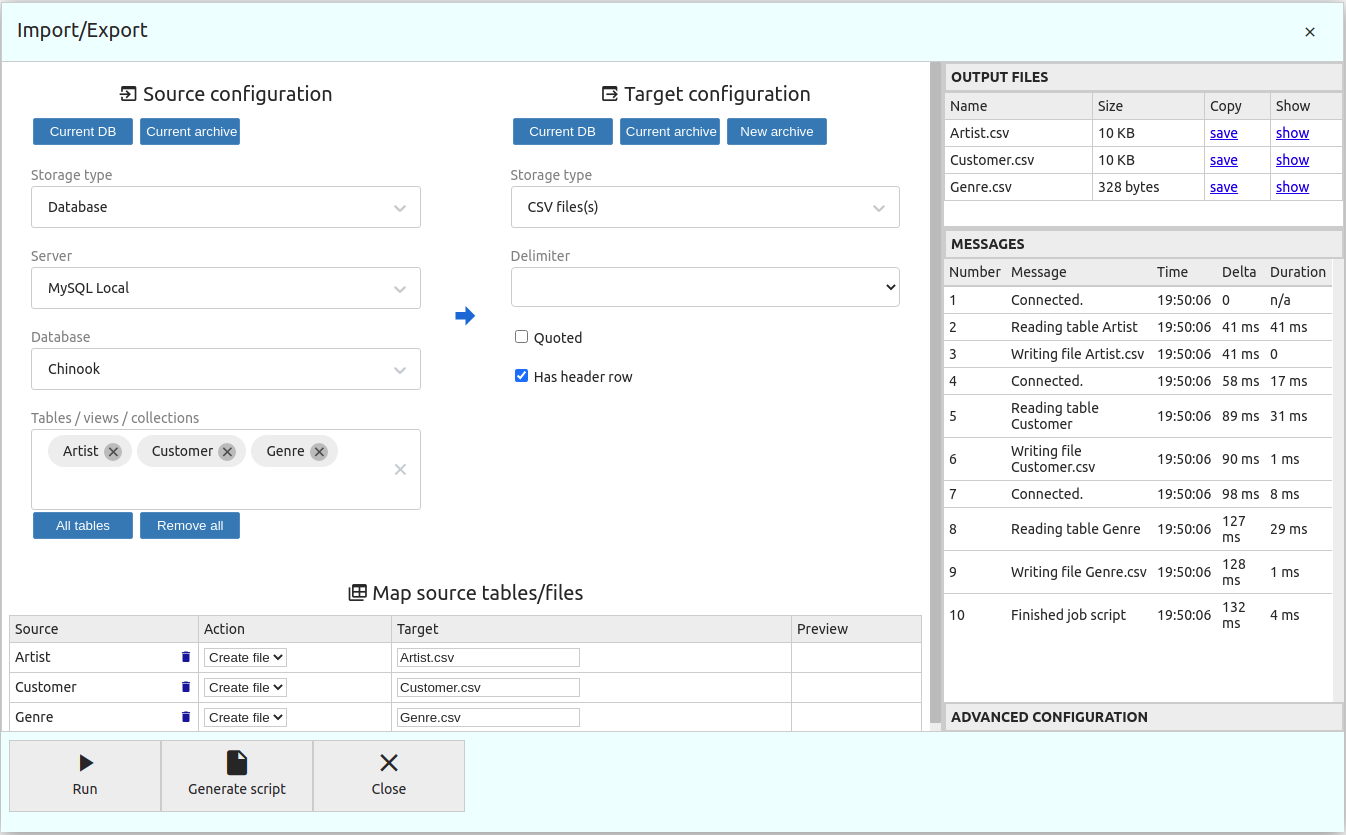 Import/Export
×
Source configuration
Current DB Current archive
Storage type
Database
Server
MySQL Local
Database
Chinook
Tables / views / collections
Artist Customer Genre
All tables Remove all
Target configuration
Current DB Current archive New archive
Storage type
CSV files(s)
Delimiter
Quoted
Has header row
Map source tables/files
Source Action Target Preview
Artist Create file Artist.csv
Customer Create file Customer.csv
Genre Create file Genre.csv
OUTPUT FILES
Name Size Copy Show
Artist.csv 10 KB save show
Customer.csv 10 KB save show
Genre.csv 328 bytes save show
MESSAGES
Number Message Time Delta Duration
1 Connected. 19:50:06 0 n/a
2 Reading table Artist 19:50:06 41 ms 41 ms
3 Writing file Artist.csv 19:50:06 41 ms 0
4 Connected. 19:50:06 58 ms 17 ms
5 Reading table Customer 19:50:06 89 ms 31 ms
6 Writing file Customer.csv 19:50:06 90 ms 1 ms
7 Connected. 19:50:06 98 ms 8 ms
8 Reading table Genre 19:50:06 127 ms 29 ms
9 Writing file Genre.csv 19:50:06 128 ms 1 ms
10 Finished job script 19:50:06 132 ms 4 ms
ADVANCED CONFIGURATION
Run Generate script Close